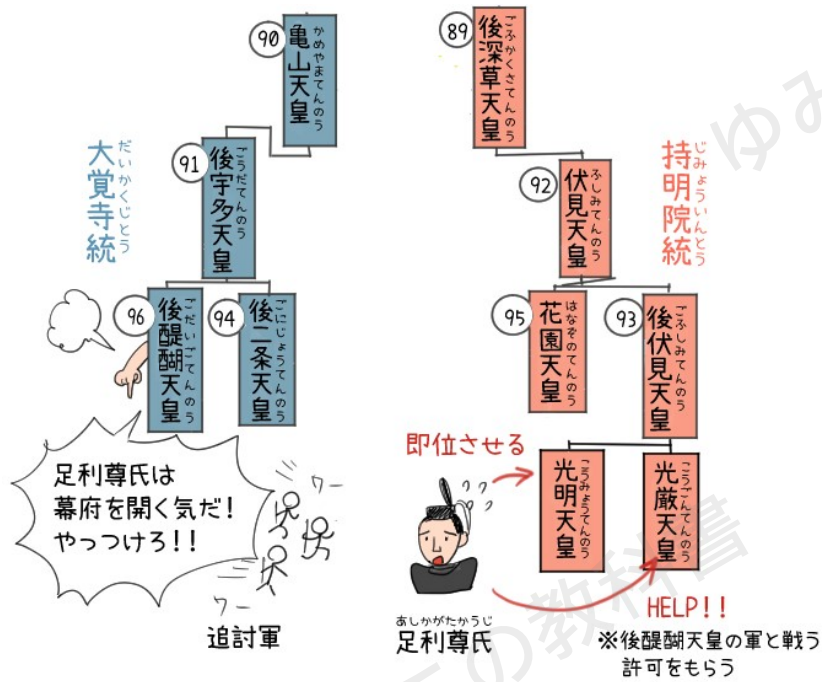 90
亀山天皇
かめやまてんのう
89
後深草天皇
ごふかくさてんのう
大覚寺統
だいかくじとう
91
後宇多天皇
ごうだてんのう
92
伏見天皇
ふしみてんのう
持明院統
じみょういんとう
96
後醍醐天皇
ごだいごてんのう
94
後二条天皇
ごにじょうてんのう
95
花園天皇
はなぞのてんのう
93
後伏見天皇
ごふしみてんのう
足利尊氏は
幕府を開く気だ!
やっつけろ!!
ワー
ワー
追討軍
即位させる
光明天皇
こうみょうてんのう
光厳天皇
こうごんてんのう
あしかがたかうじ
足利尊氏
HELP!!
※後醍醐天皇の軍と戦う
許可をもらう
ゆみ
この教科書